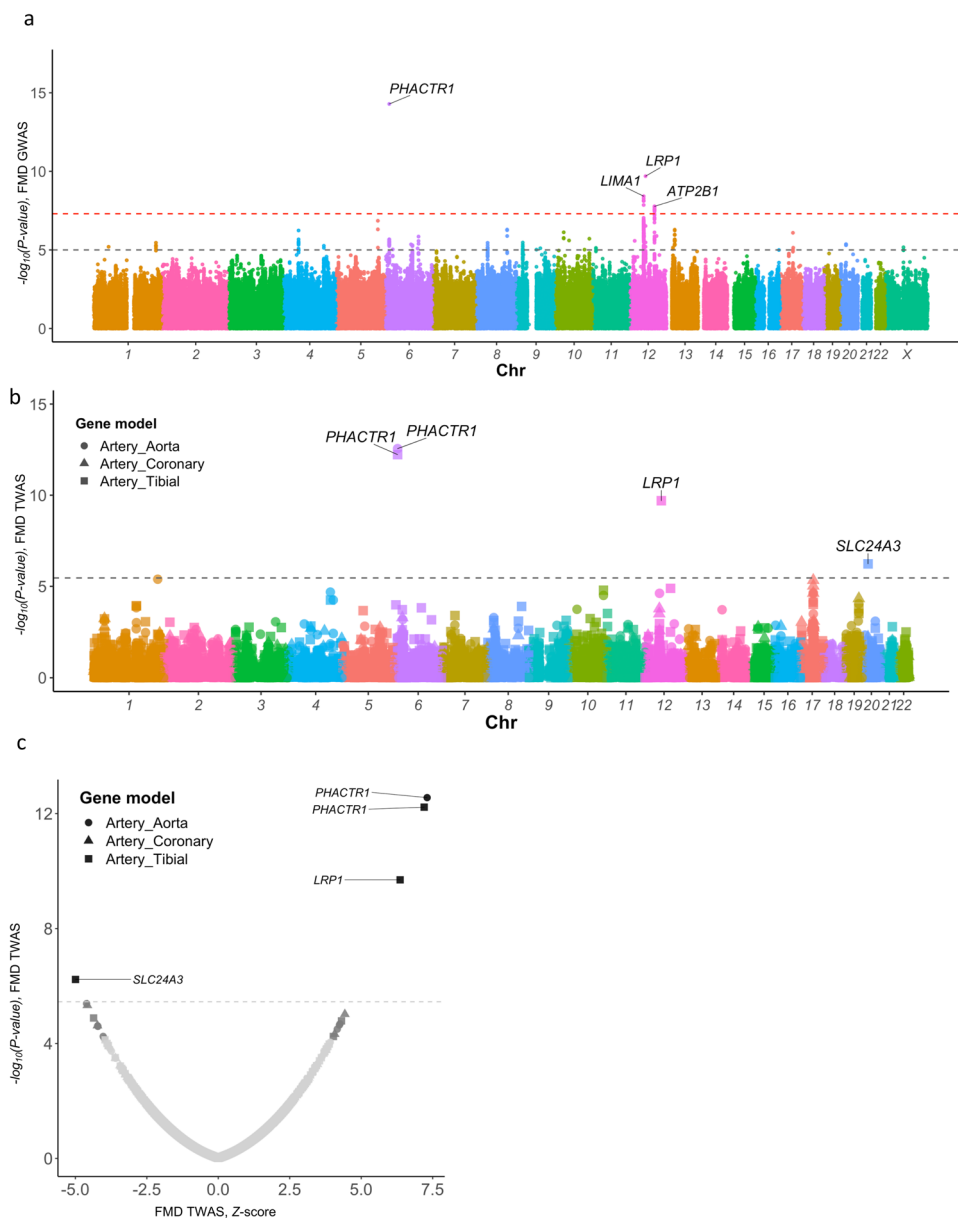 a
15
PHACTR1
10
LRP1
LIMA1
ATP2B1
5
0
-log10(P-value), FMD GWAS
1 2 3 4 5 6 7 8 9 10 11 12 13 14 15 16 17 18 19 20 2122 X
Chr
b
15
Gene model
Artery_Aorta
Artery_Coronary
Artery_Tibial
PHACTR1 PHACTR1
10
LRP1
SLC24A3
5
0
-log10(P-value), FMD TWAS
1 2 3 4 5 6 7 8 9 10 11 12 13 14 15 16 17 18 19 20 2122
Chr
c
Gene model
Artery_Aorta
Artery_Coronary
Artery_Tibial
PHACTR1
PHACTR1
12
LRP1
8
SLC24A3
4
0
-log10(P-value), FMD TWAS
-5.0 -2.5 0.0 2.5 5.0 7.5
FMD TWAS, Z-score